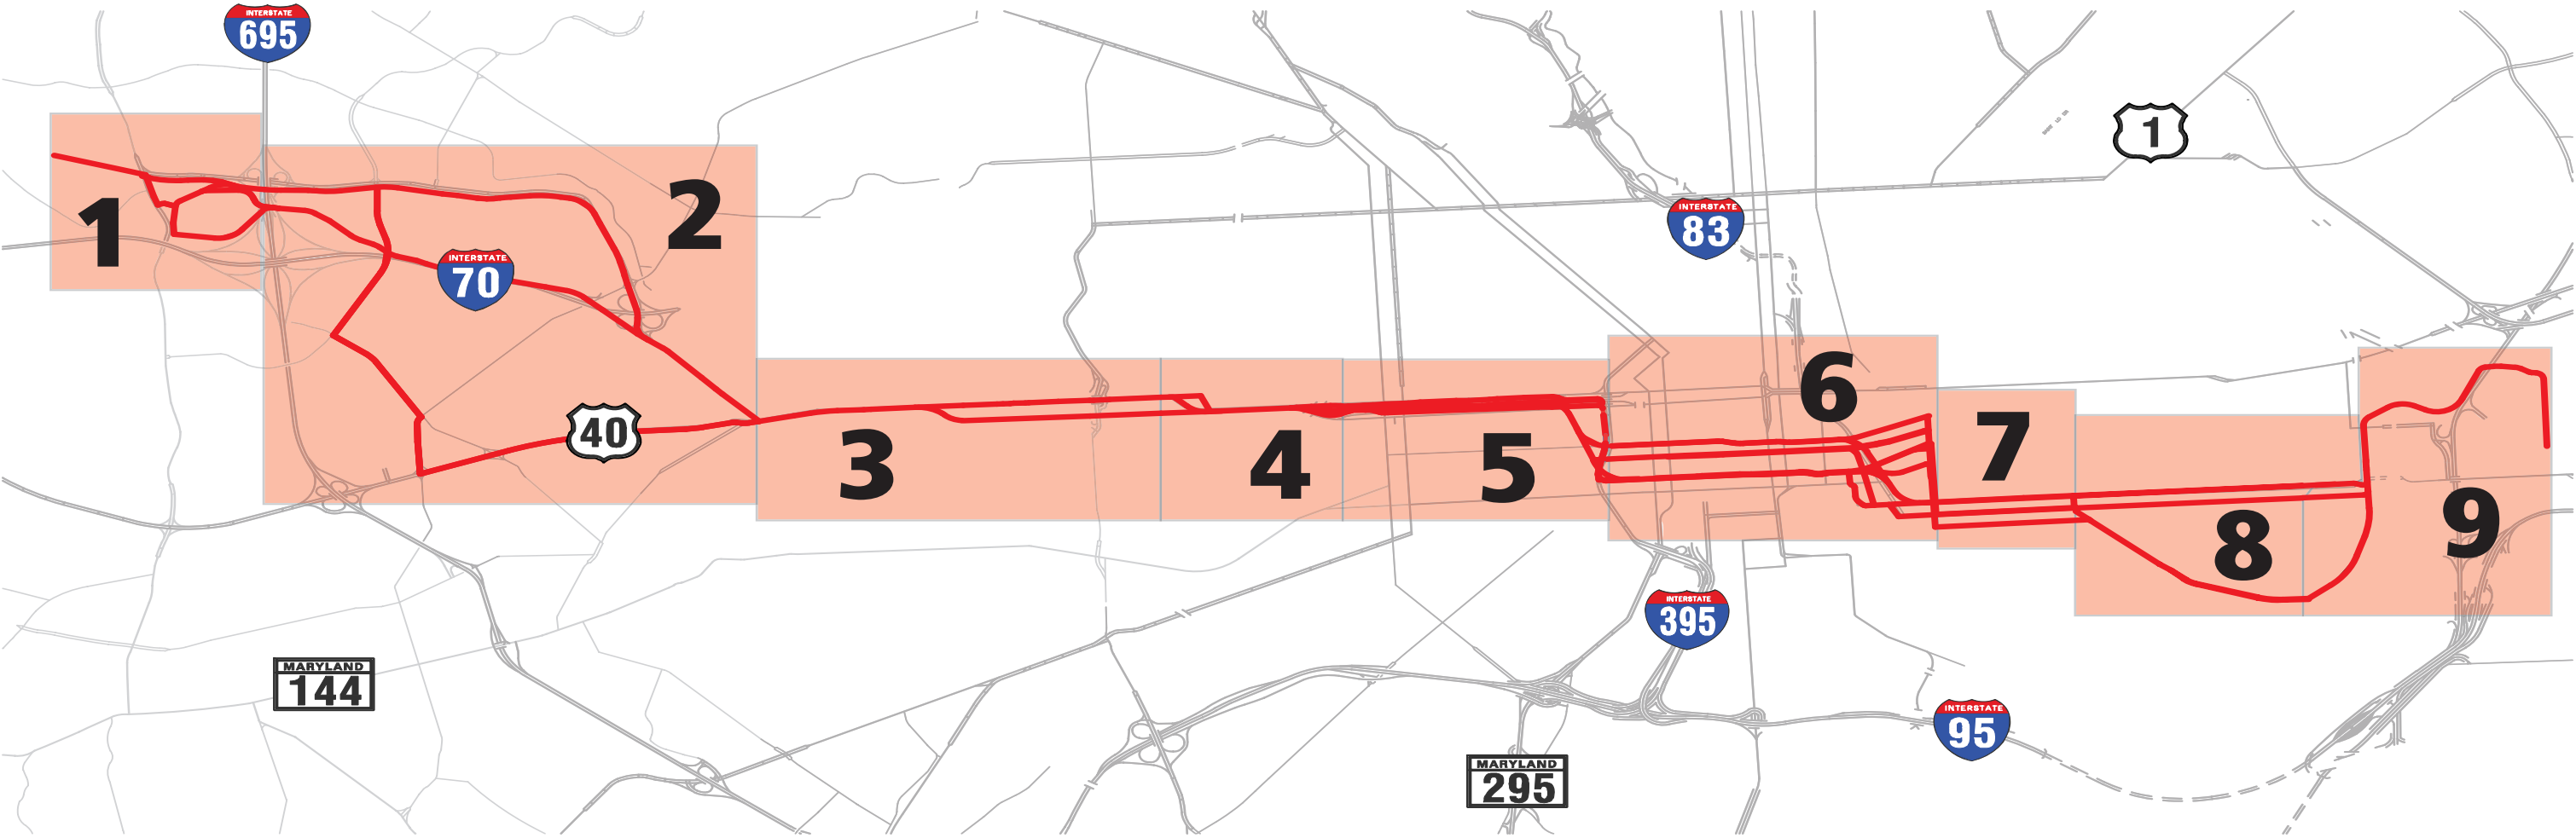 INTERSTATE
695
1
2
INTERSTATE
70
40
3
4
5
INTERSTATE
83
1
6
7
8
9
INTERSTATE
395
MARYLAND
144
INTERSTATE
95
MARYLAND
295